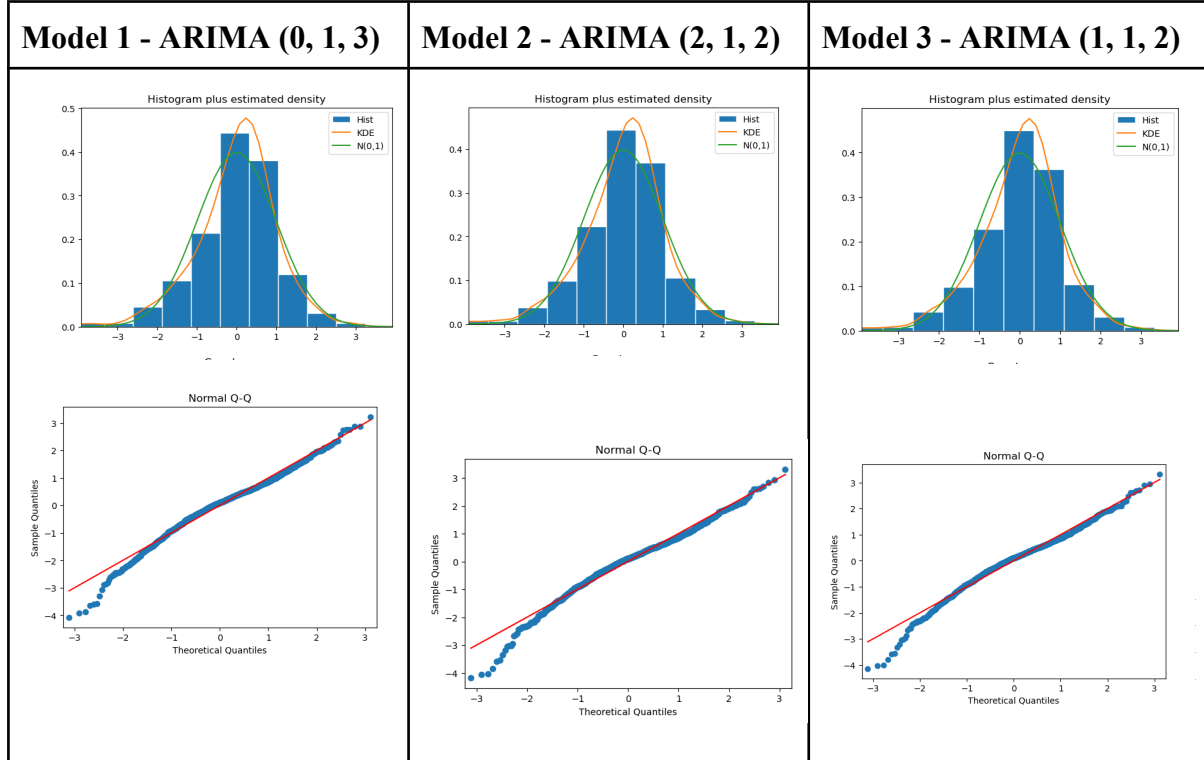 Model 1 - ARIMA (0, 1, 3)
Model 2 - ARIMA (2, 1, 2)
Model 3 - ARIMA (1, 1, 2)
Histogram plus estimated density
0.5
0.4
0.3
0.2
0.1
0.0
Hist
KDE
N(0,1)
−3 −2 −1 0 1 2 3
Histogram plus estimated density
0.4
0.3
0.2
0.1
0.0
Hist
KDE
N(0,1)
−3 −2 −1 0 1 2 3
Histogram plus estimated density
0.4
0.3
0.2
0.1
0.0
Hist
KDE
N(0,1)
−3 −2 −1 0 1 2 3
Normal Q-Q
Sample Quantiles
3
2
1
0
−1
−2
−3
−4
−3 −2 −1 0 1 2 3
Theoretical Quantiles
Normal Q-Q
Sample Quantiles
3
2
1
0
−1
−2
−3
−4
−3 −2 −1 0 1 2 3
Theoretical Quantiles
Normal Q-Q
Sample Quantiles
3
2
1
0
−1
−2
−3
−4
−3 −2 −1 0 1 2 3
Theoretical Quantiles